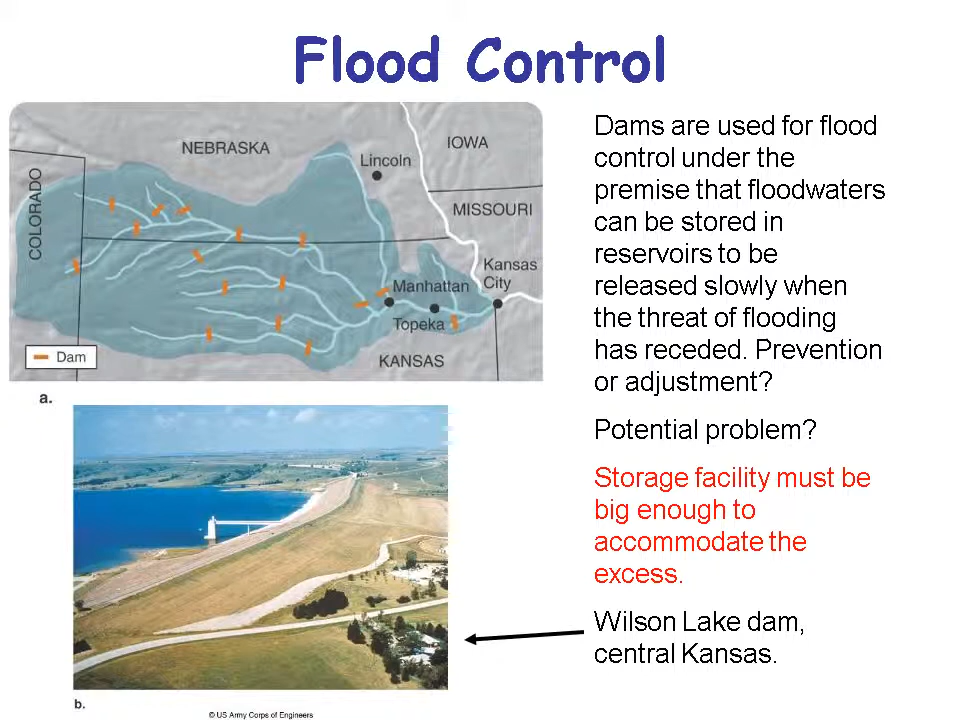 Flood Control
NEBRASKA
IOWA
Lincoln
COLORADO
MISSOURI
Kansas
City
Manhattan
Topeka
KANSAS
Dam
a.
Dams are used for flood
control under the
premise that floodwaters
can be stored in
reservoirs to be
released slowly when
the threat of flooding
has receded. Prevention
or adjustment?
Potential problem?
Storage facility must be
big enough to
accommodate the
excess.
Wilson Lake dam,
central Kansas.
b.
© US Army Corps of Engineers